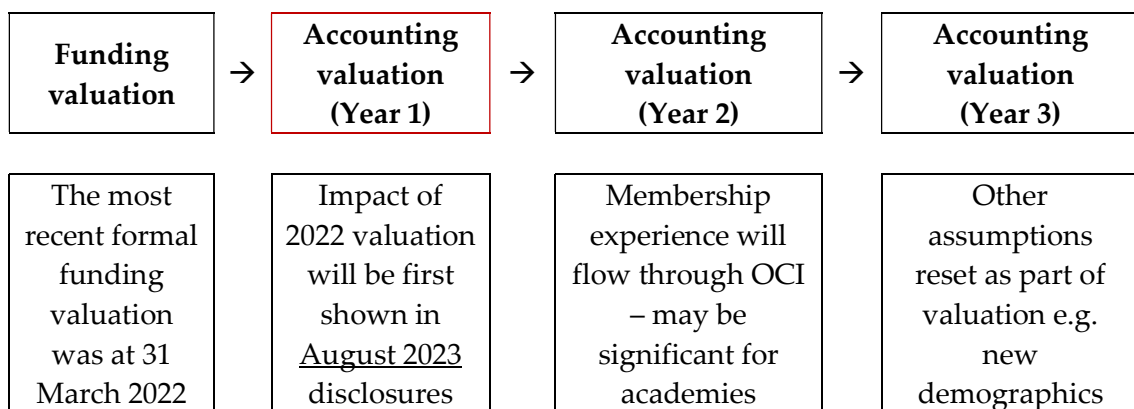 Funding
valuation
→
Accounting
valuation
(Year 1)
→
Accounting
valuation
(Year 2)
→
Accounting
valuation
(Year 3)
The most
recent formal
funding
valuation
was at 31
March 2022
Impact of
2022 valuation
will be first
shown in
August 2023
disclosures
Membership
experience will
flow through OCI
– may be
significant for
academies
Other
assumptions
reset as part of
valuation e.g.
new
demographics